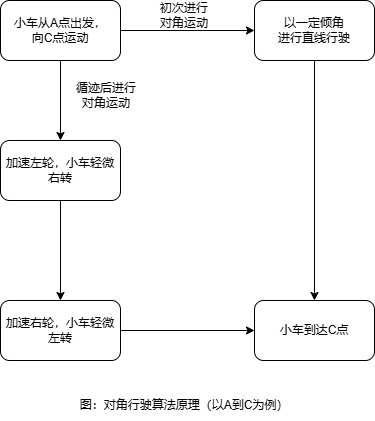 小车从A点出发，
向C点运动
初次进行
对角运动
以一定倾角
进行直线行驶
循迹后进行
对角运动
加速左轮，小车轻微
右转
加速右轮，小车轻微
左转
小车到达C点
图：对角行驶算法原理（以A到C为例）